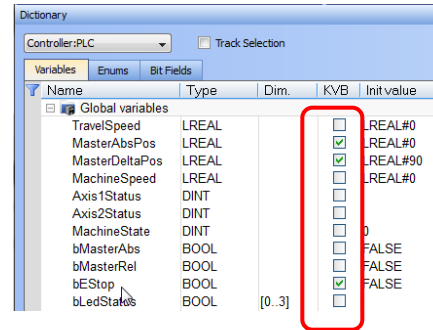 Dictionary
Controller:PLC Track Selection
Variables Enums Bit Fields
Name Type Dim. KVB Init value
Global variables
TravelSpeed LREAL LREAL#0
MasterAbsPos LREAL LREAL#0
MasterDeltaPos LREAL LREAL#90
MachineSpeed LREAL LREAL#0
Axis1Status DINT
Axis2Status DINT
MachineState DINT 0
bMasterAbs BOOL FALSE
bMasterRel BOOL FALSE
bEStop BOOL FALSE
bLedStatus BOOL [0..3]